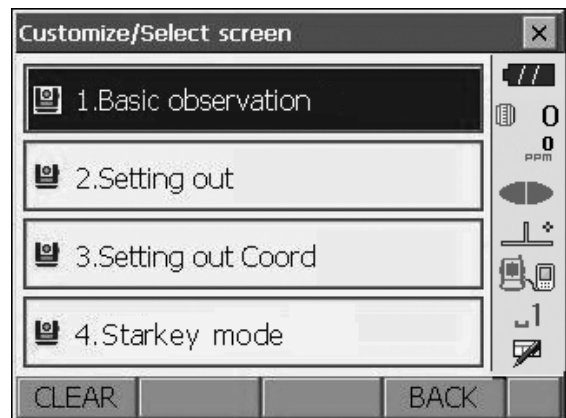 Customize/Select screen
1.Basic observation
0
0
PPM
2.Setting out
3.Setting out Coord
4.Starkey mode
1
CLEAR
BACK